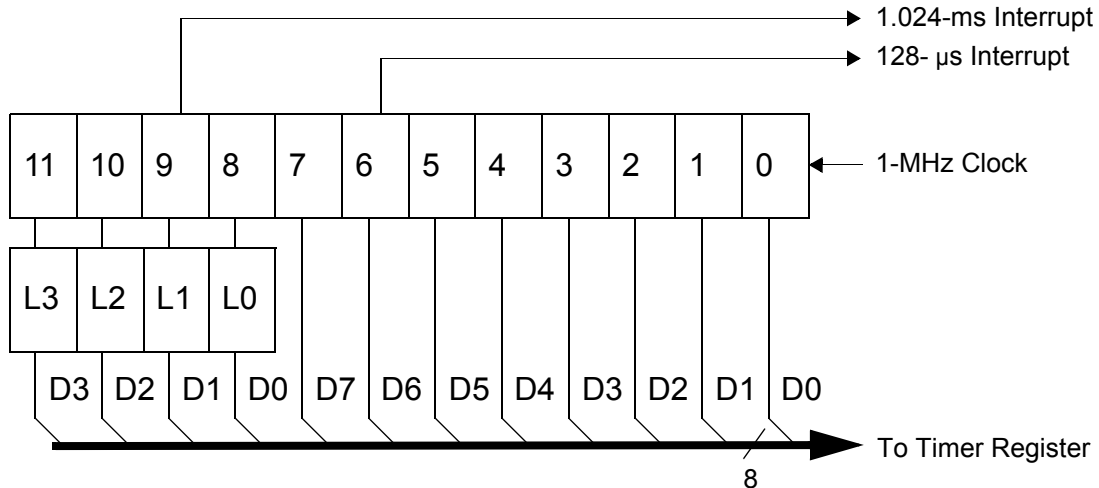 1.024-ms Interrupt
128- µs Interrupt
11 10 9 8 7 6 5 4 3 2 1 0
1-MHz Clock
L3 L2 L1 L0
D3 D2 D1 D0 D7 D6 D5 D4 D3 D2 D1 D0
To Timer Register
8